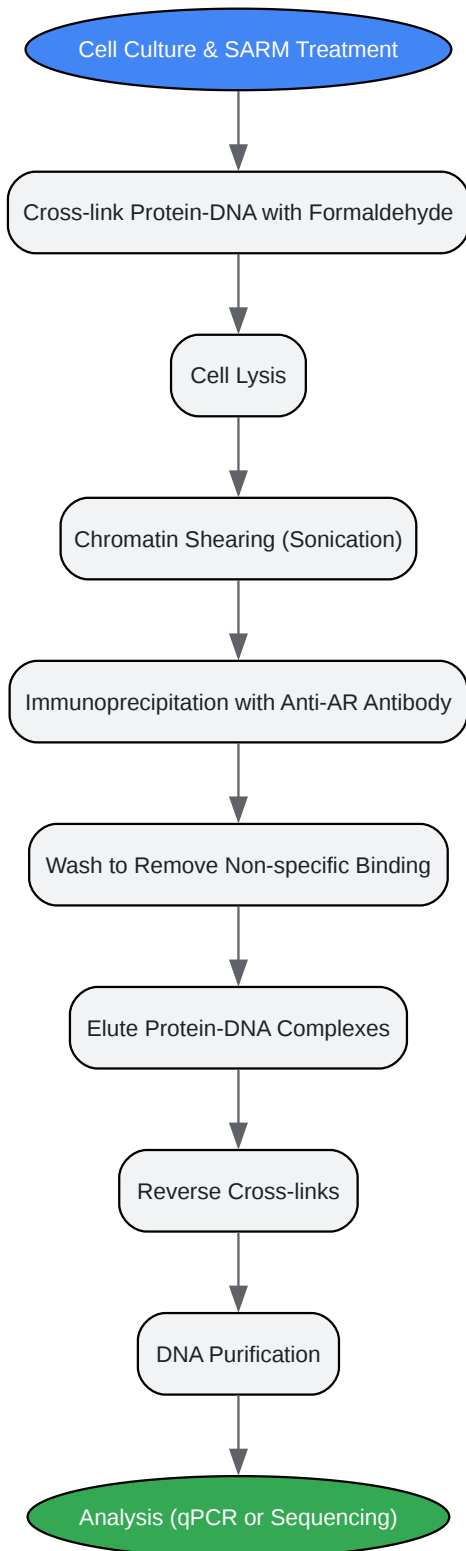 Cell Culture & SARM Treatment
Cross-link Protein-DNA with Formaldehyde
Cell Lysis
Chromatin Shearing (Sonication)
Immunoprecipitation with Anti-AR Antibody
Wash to Remove Non-specific Binding
Elute Protein-DNA Complexes
Reverse Cross-links
DNA Purification
Analysis (qPCR or Sequencing)